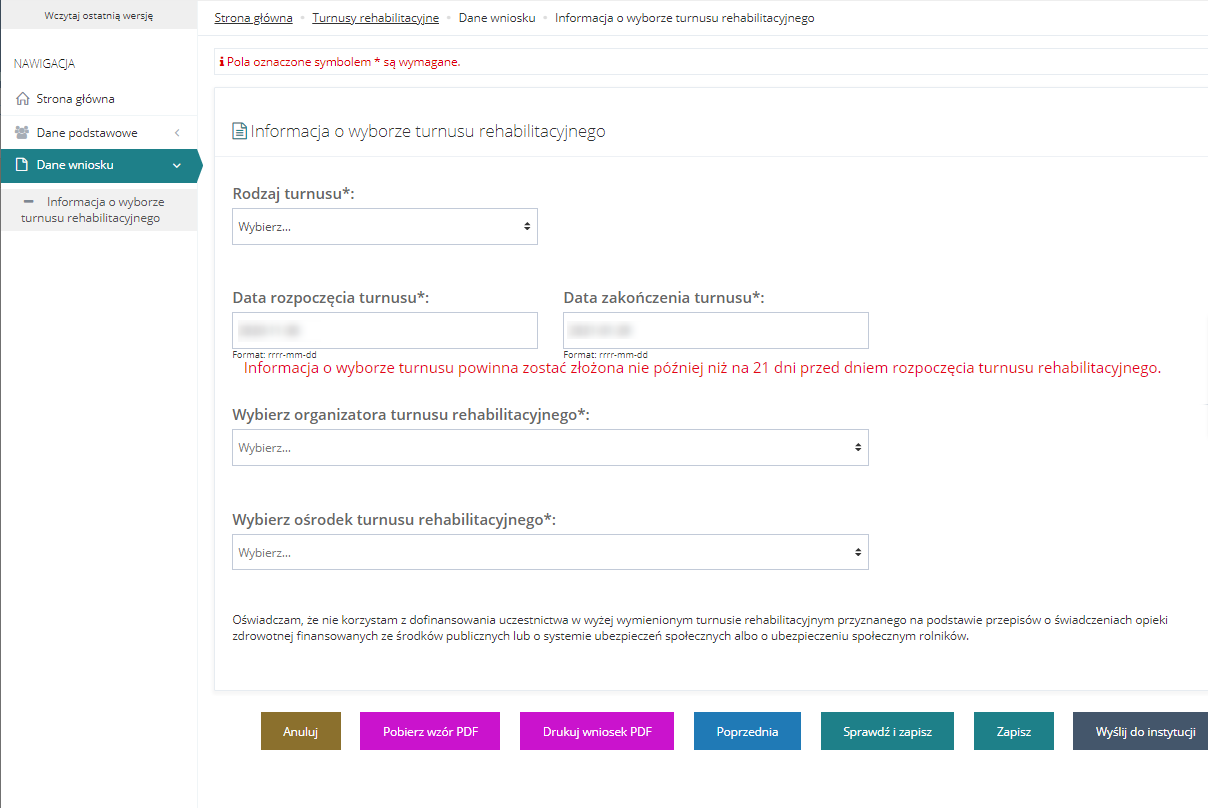 Wczytaj ostatnią wersję
Strona główna Turnusy rehabilitacyjne Dane wniosku Informacja o wyborze turnusu rehabilitacyjnego
Pola oznaczone symbolem * są wymagane.
NAWIGACJA
Strona główna
Dane podstawowe
Dane wniosku
Informacja o wyborze
turnusu rehabilitacyjnego
Informacja o wyborze turnusu rehabilitacyjnego
Rodzaj turnusu*:
Wybierz...
Data rozpoczęcia turnusu*: Data zakończenia turnusu*:
Format: rrrr-mm-dd Format: rrrr-mm-dd
Informacja o wyborze turnusu powinna zostać złożona nie później niż na 21 dni przed dniem rozpoczęcia turnusu rehabilitacyjnego.
Wybierz organizatora turnusu rehabilitacyjnego*:
Wybierz...
Wybierz ośrodek turnusu rehabilitacyjnego*:
Wybierz...
Oświadczam, że nie korzystam z dofinansowania uczestnictwa w wyżej wymienionym turnusie rehabilitacyjnym przyznanego na podstawie przepisów o świadczeniach opieki
zdrowotnej finansowanych ze środków publicznych lub o systemie ubezpieczeń społecznych albo o ubezpieczeniu społecznym rolników.
Anuluj Pobierz wzór PDF Drukuj wniosek PDF Poprzednia Sprawdź i zapisz Zapisz Wyślij do instytucji